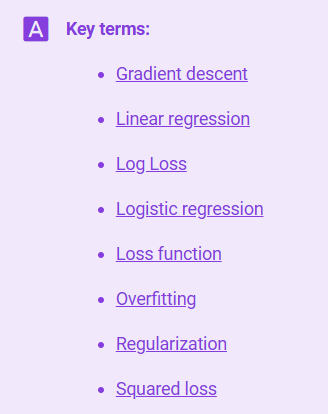 A Key terms:
Gradient descent
Linear regression
Log Loss
Logistic regression
Loss function
Overfitting
Regularization
Squared loss